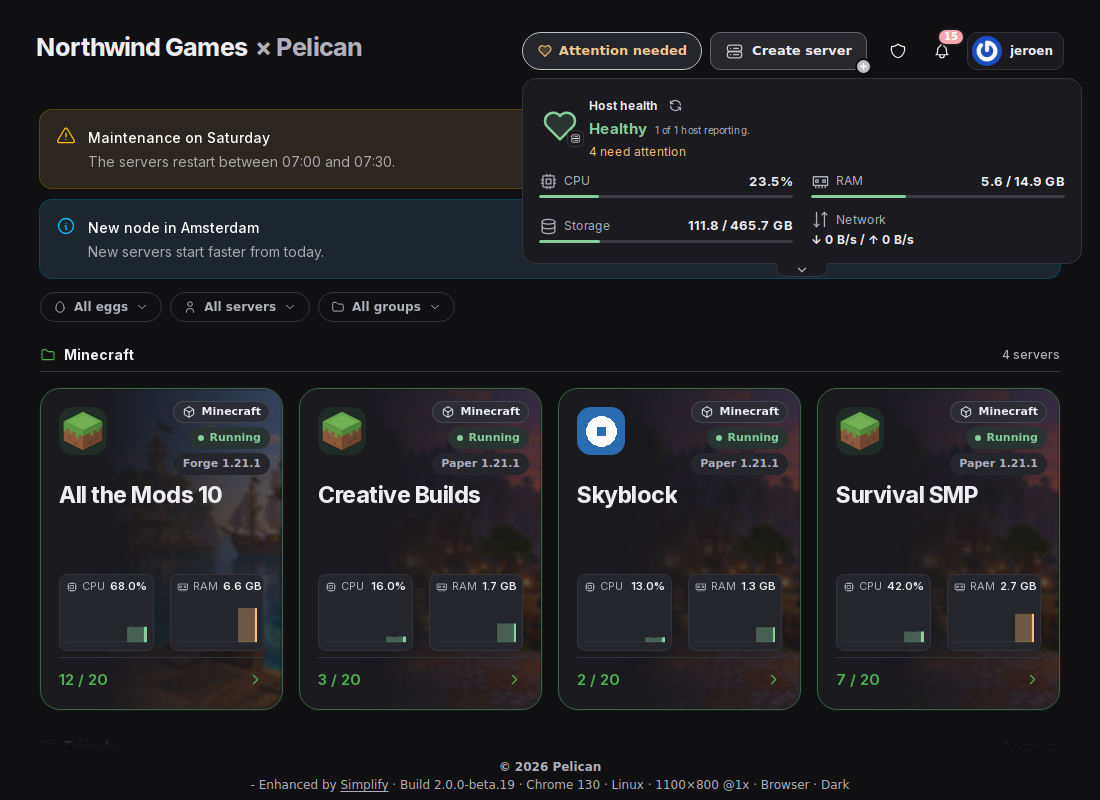 Northwind Games × Pelican
Attention needed
Create server
15
jeroen
Host health
Healthy 1 of 1 host reporting.
4 need attention
CPU 23.5%
RAM 5.6 / 14.9 GB
Storage 111.8 / 465.7 GB
Network
↓ 0 B/s / ↑ 0 B/s
Maintenance on Saturday
The servers restart between 07:00 and 07:30.
New node in Amsterdam
New servers start faster from today.
All eggs
All servers
All groups
Minecraft
4 servers
Minecraft
Running
Forge 1.21.1
All the Mods 10
CPU 68.0%
RAM 6.6 GB
12 / 20
Minecraft
Running
Paper 1.21.1
Creative Builds
CPU 16.0%
RAM 1.7 GB
3 / 20
Minecraft
Running
Paper 1.21.1
Skyblock
CPU 13.0%
RAM 1.3 GB
2 / 20
Minecraft
Running
Paper 1.21.1
Survival SMP
CPU 42.0%
RAM 2.7 GB
7 / 20
© 2026 Pelican
- Enhanced by Simplify · Build 2.0.0-beta.19 · Chrome 130 · Linux · 1100×800 @1x · Browser · Dark